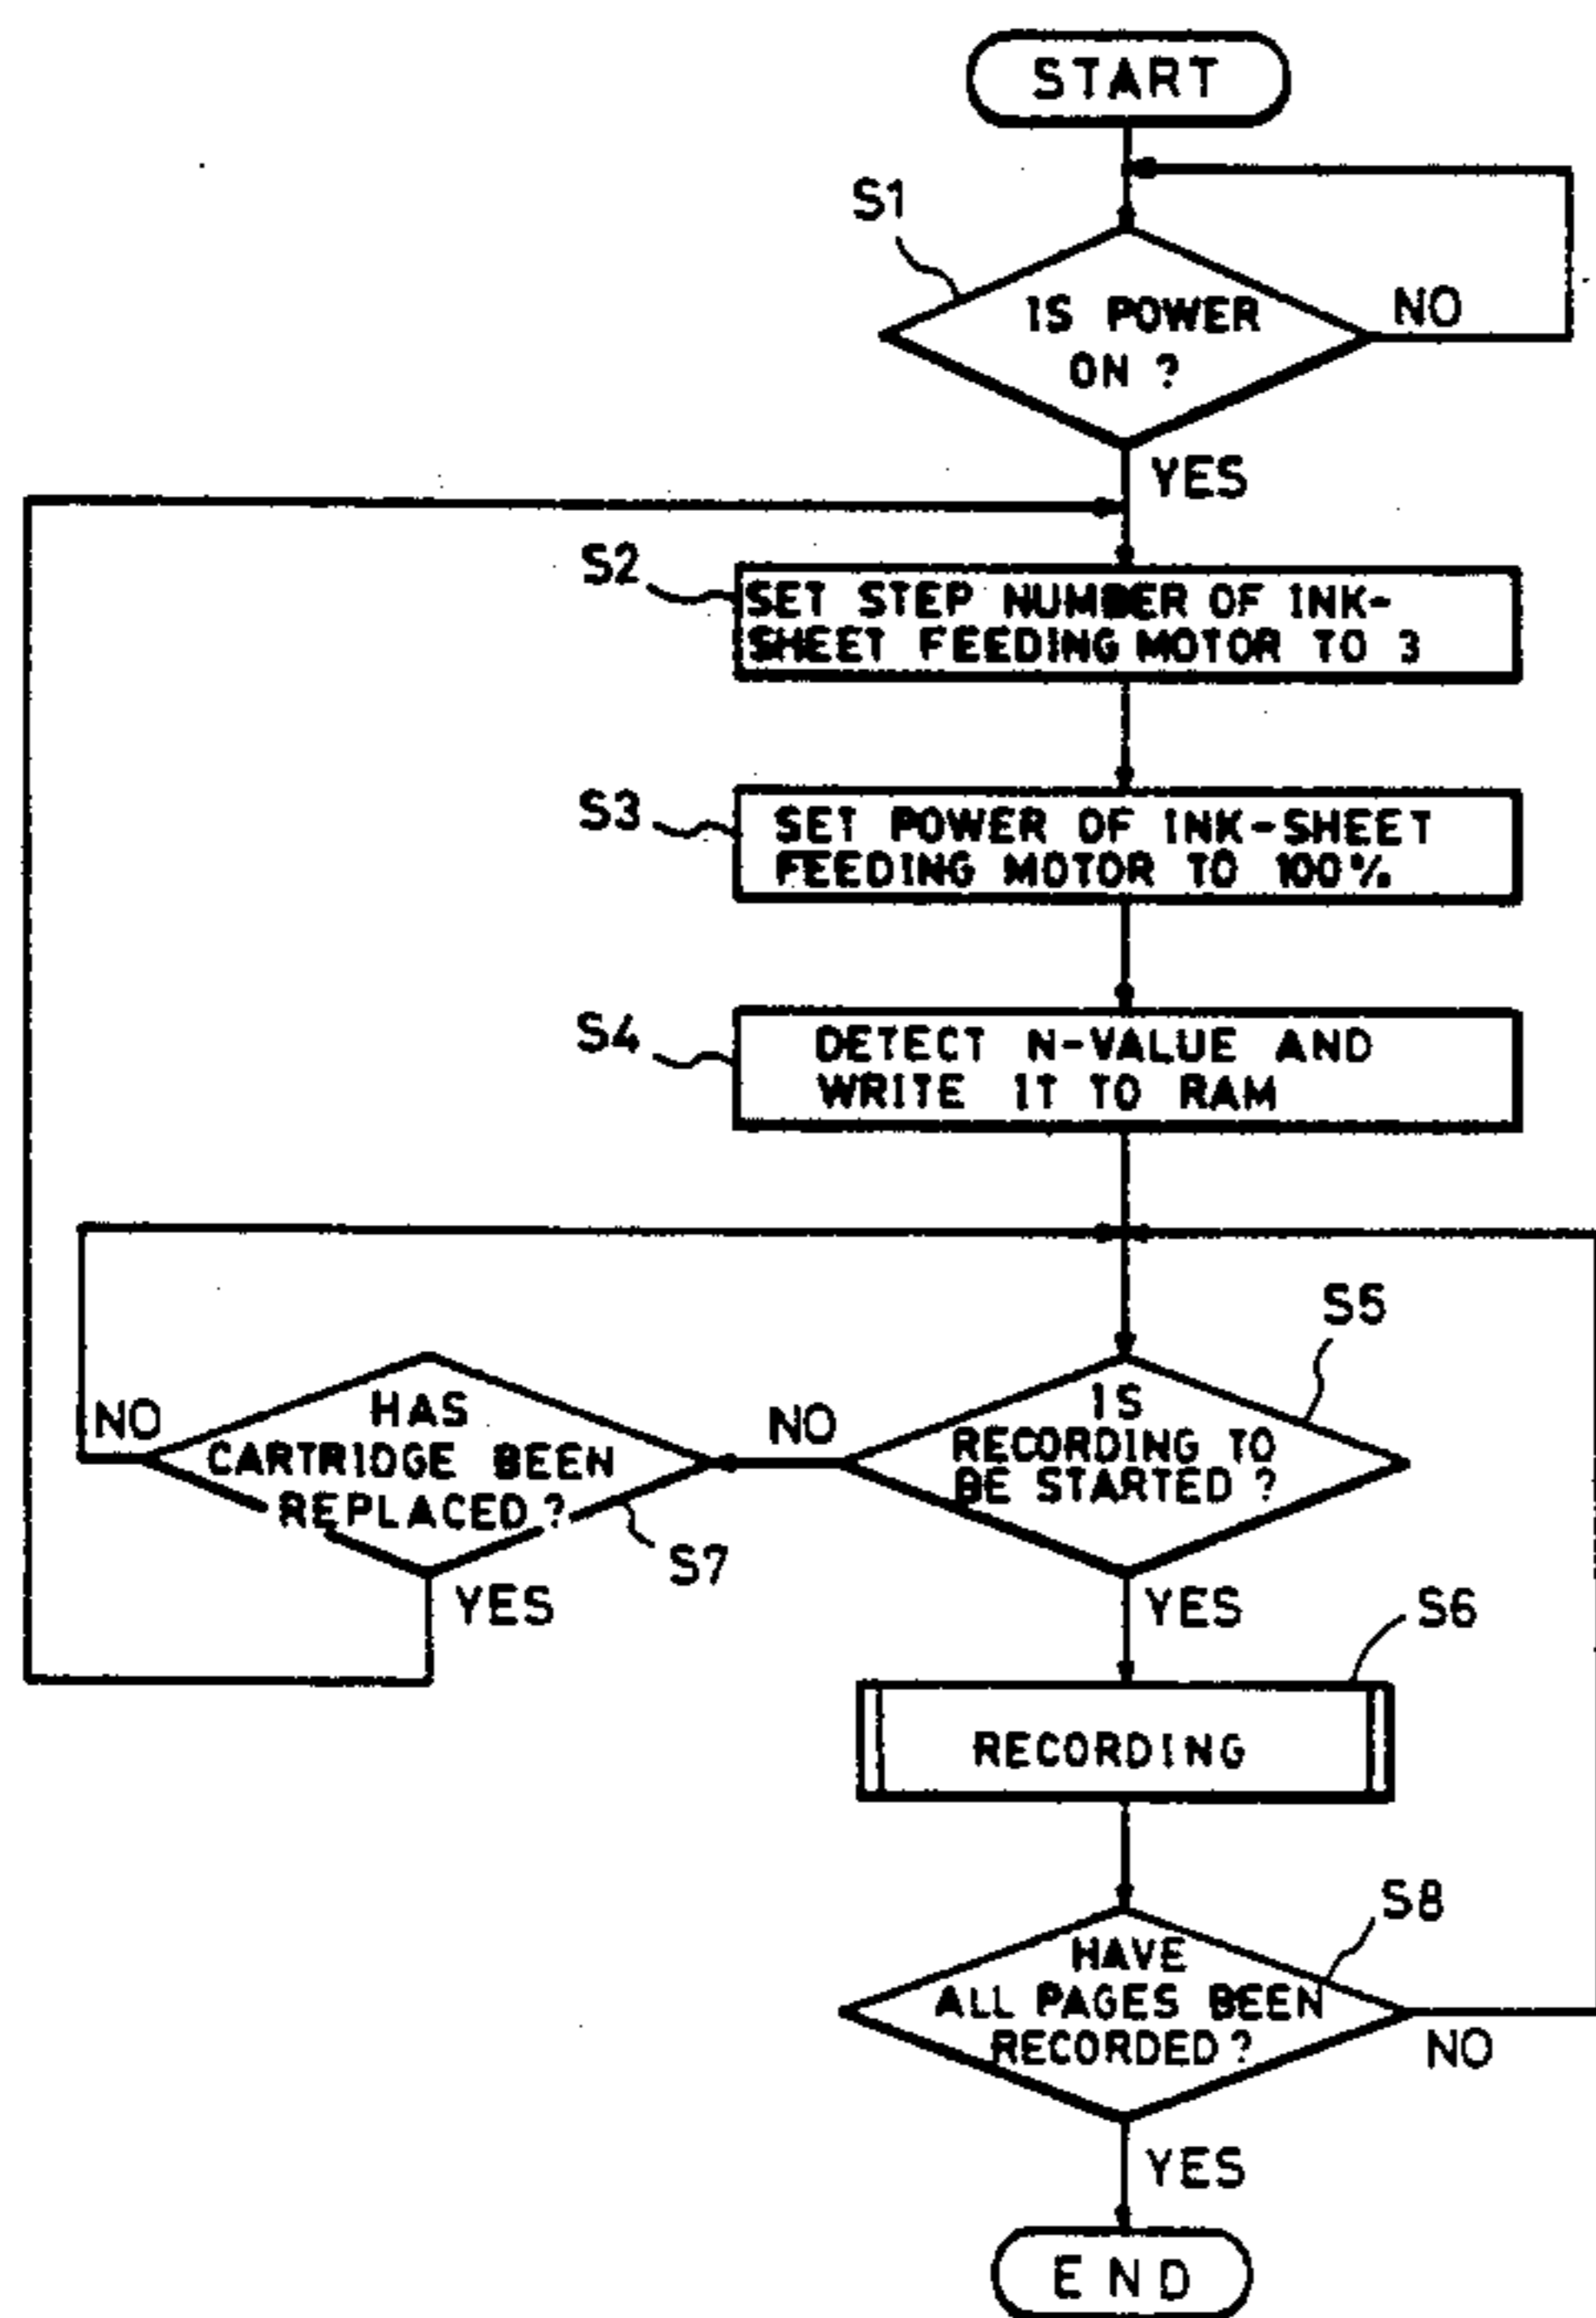 START
S1
IS POWER
ON ?
NO
YES
S2
SET STEP NUMBER OF INK-
SHEET FEEDING MOTOR TO 3
S3
SET POWER OF INK-SHEET
FEEDING MOTOR TO 100%
S4
DETECT N-VALUE AND
WRITE IT TO RAM
S5
IS
RECORDING TO
BE STARTED ?
NO
YES
HAS
CARTRIDGE BEEN
REPLACED ?
NO
S7
YES
S6
RECORDING
S8
HAVE
ALL PAGES BEEN
RECORDED ?
NO
YES
END